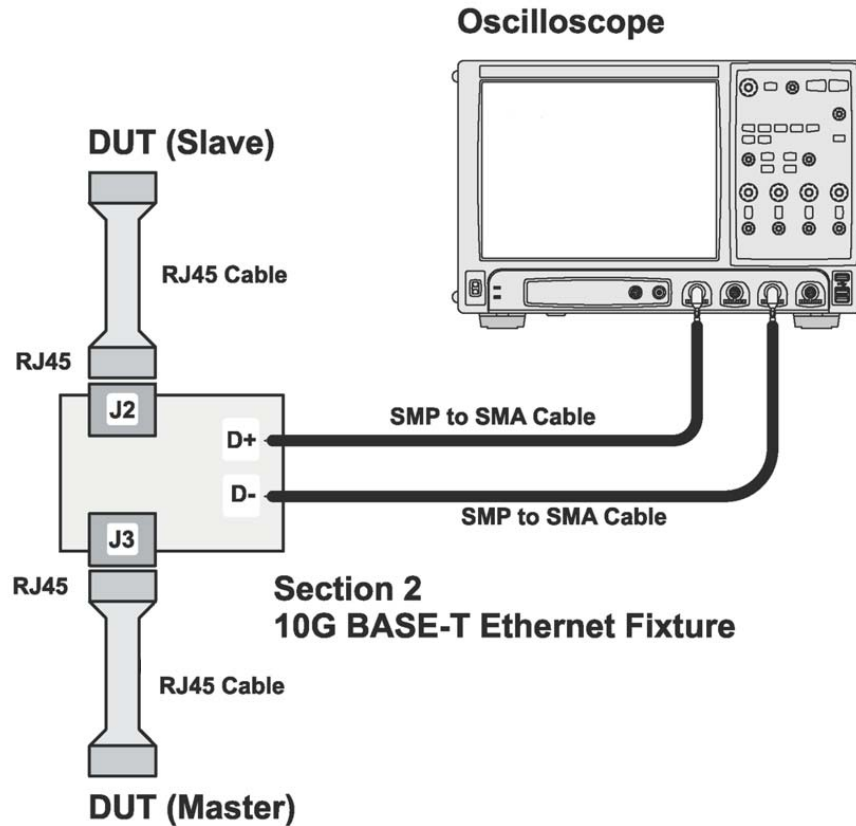 Oscilloscope
DUT (Slave)
RJ45 Cable
RJ45
J2
D+
SMP to SMA Cable
D-
SMP to SMA Cable
J3
RJ45
Section 2
10G BASE-T Ethernet Fixture
RJ45 Cable
DUT (Master)